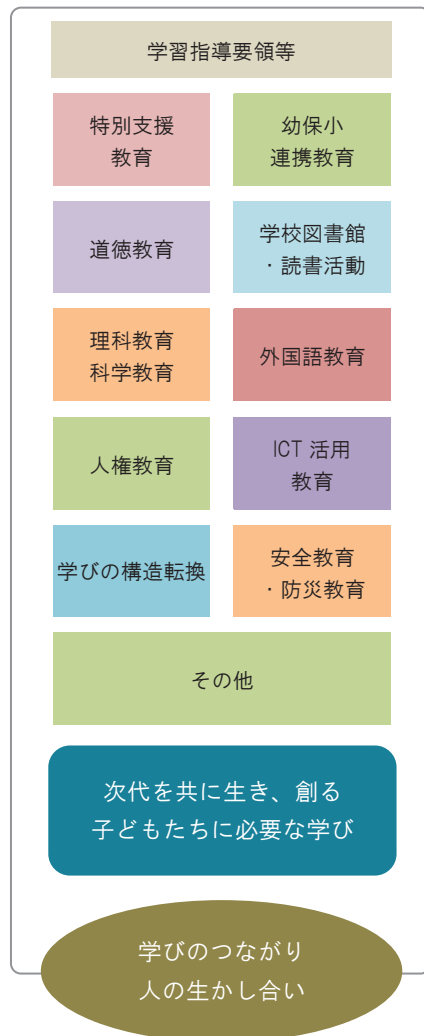 学習指導要領等
特別支援
教育
幼保小
連携教育
道徳教育
学校図書館
・読書活動
理科教育
科学教育
外国語教育
人権教育
ICT 活用
教育
学びの構造転換
安全教育
・防災教育
その他
次代を共に生き、創る
子どもたちに必要な学び
学びのつながり
人の生かし合い